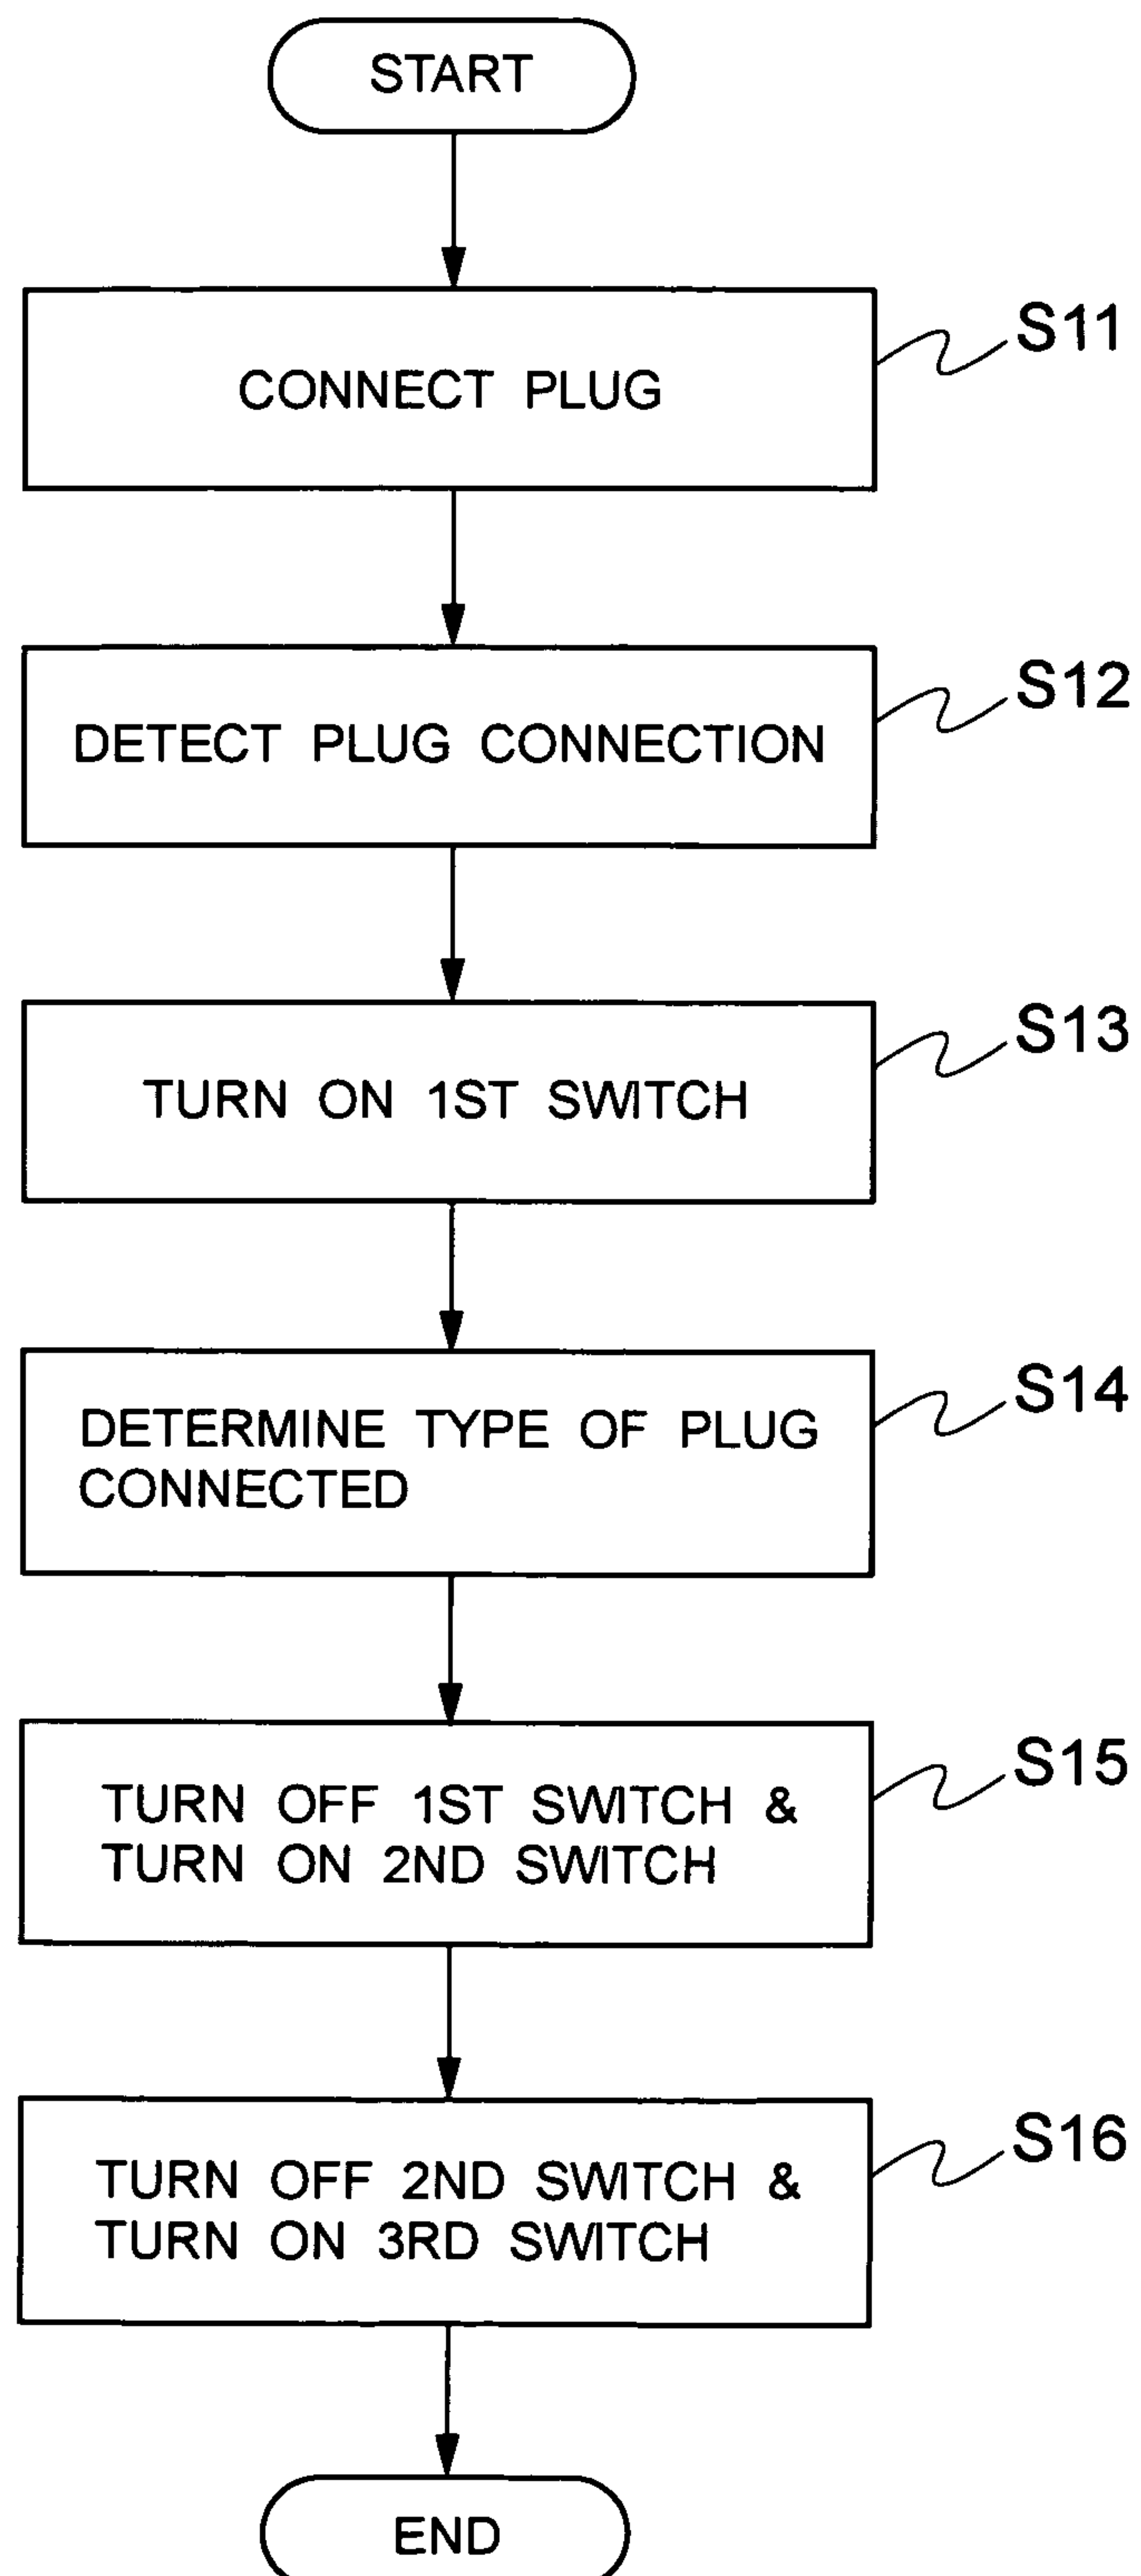 START
CONNECT PLUG
S11
DETECT PLUG CONNECTION
S12
TURN ON 1ST SWITCH
S13
DETERMINE TYPE OF PLUG
CONNECTED
S14
TURN OFF 1ST SWITCH &
TURN ON 2ND SWITCH
S15
TURN OFF 2ND SWITCH &
TURN ON 3RD SWITCH
S16
END